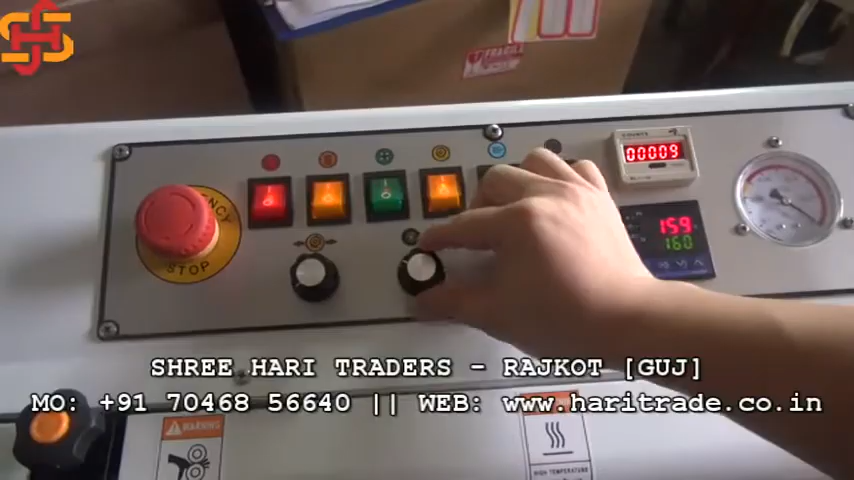 FRAGILE
COUNTER
00009
159
160
EMERGENCY
STOP
SHREE HARI TRADERS - RAJKOT [GUJ]
MO: +91 70468 56640 || WEB: www.haritrade.co.in
WARNING
HIGH TEMPERATURE